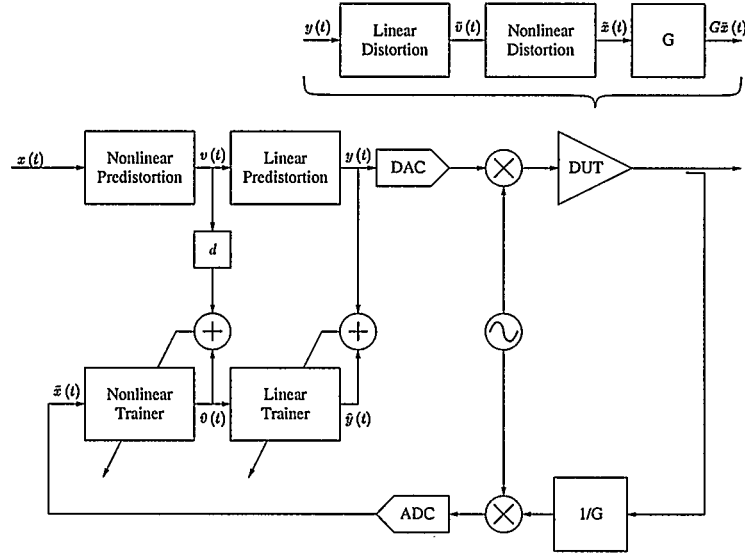 y(t) Linear Distortion ṽ(t) Nonlinear Distortion x̃(t) G Gx̃(t)
x(t) Nonlinear Predistortion v(t) Linear Predistortion y(t) DAC DUT
d
x̃(t) Nonlinear Trainer v̂(t) Linear Trainer ŷ(t)
ADC 1/G